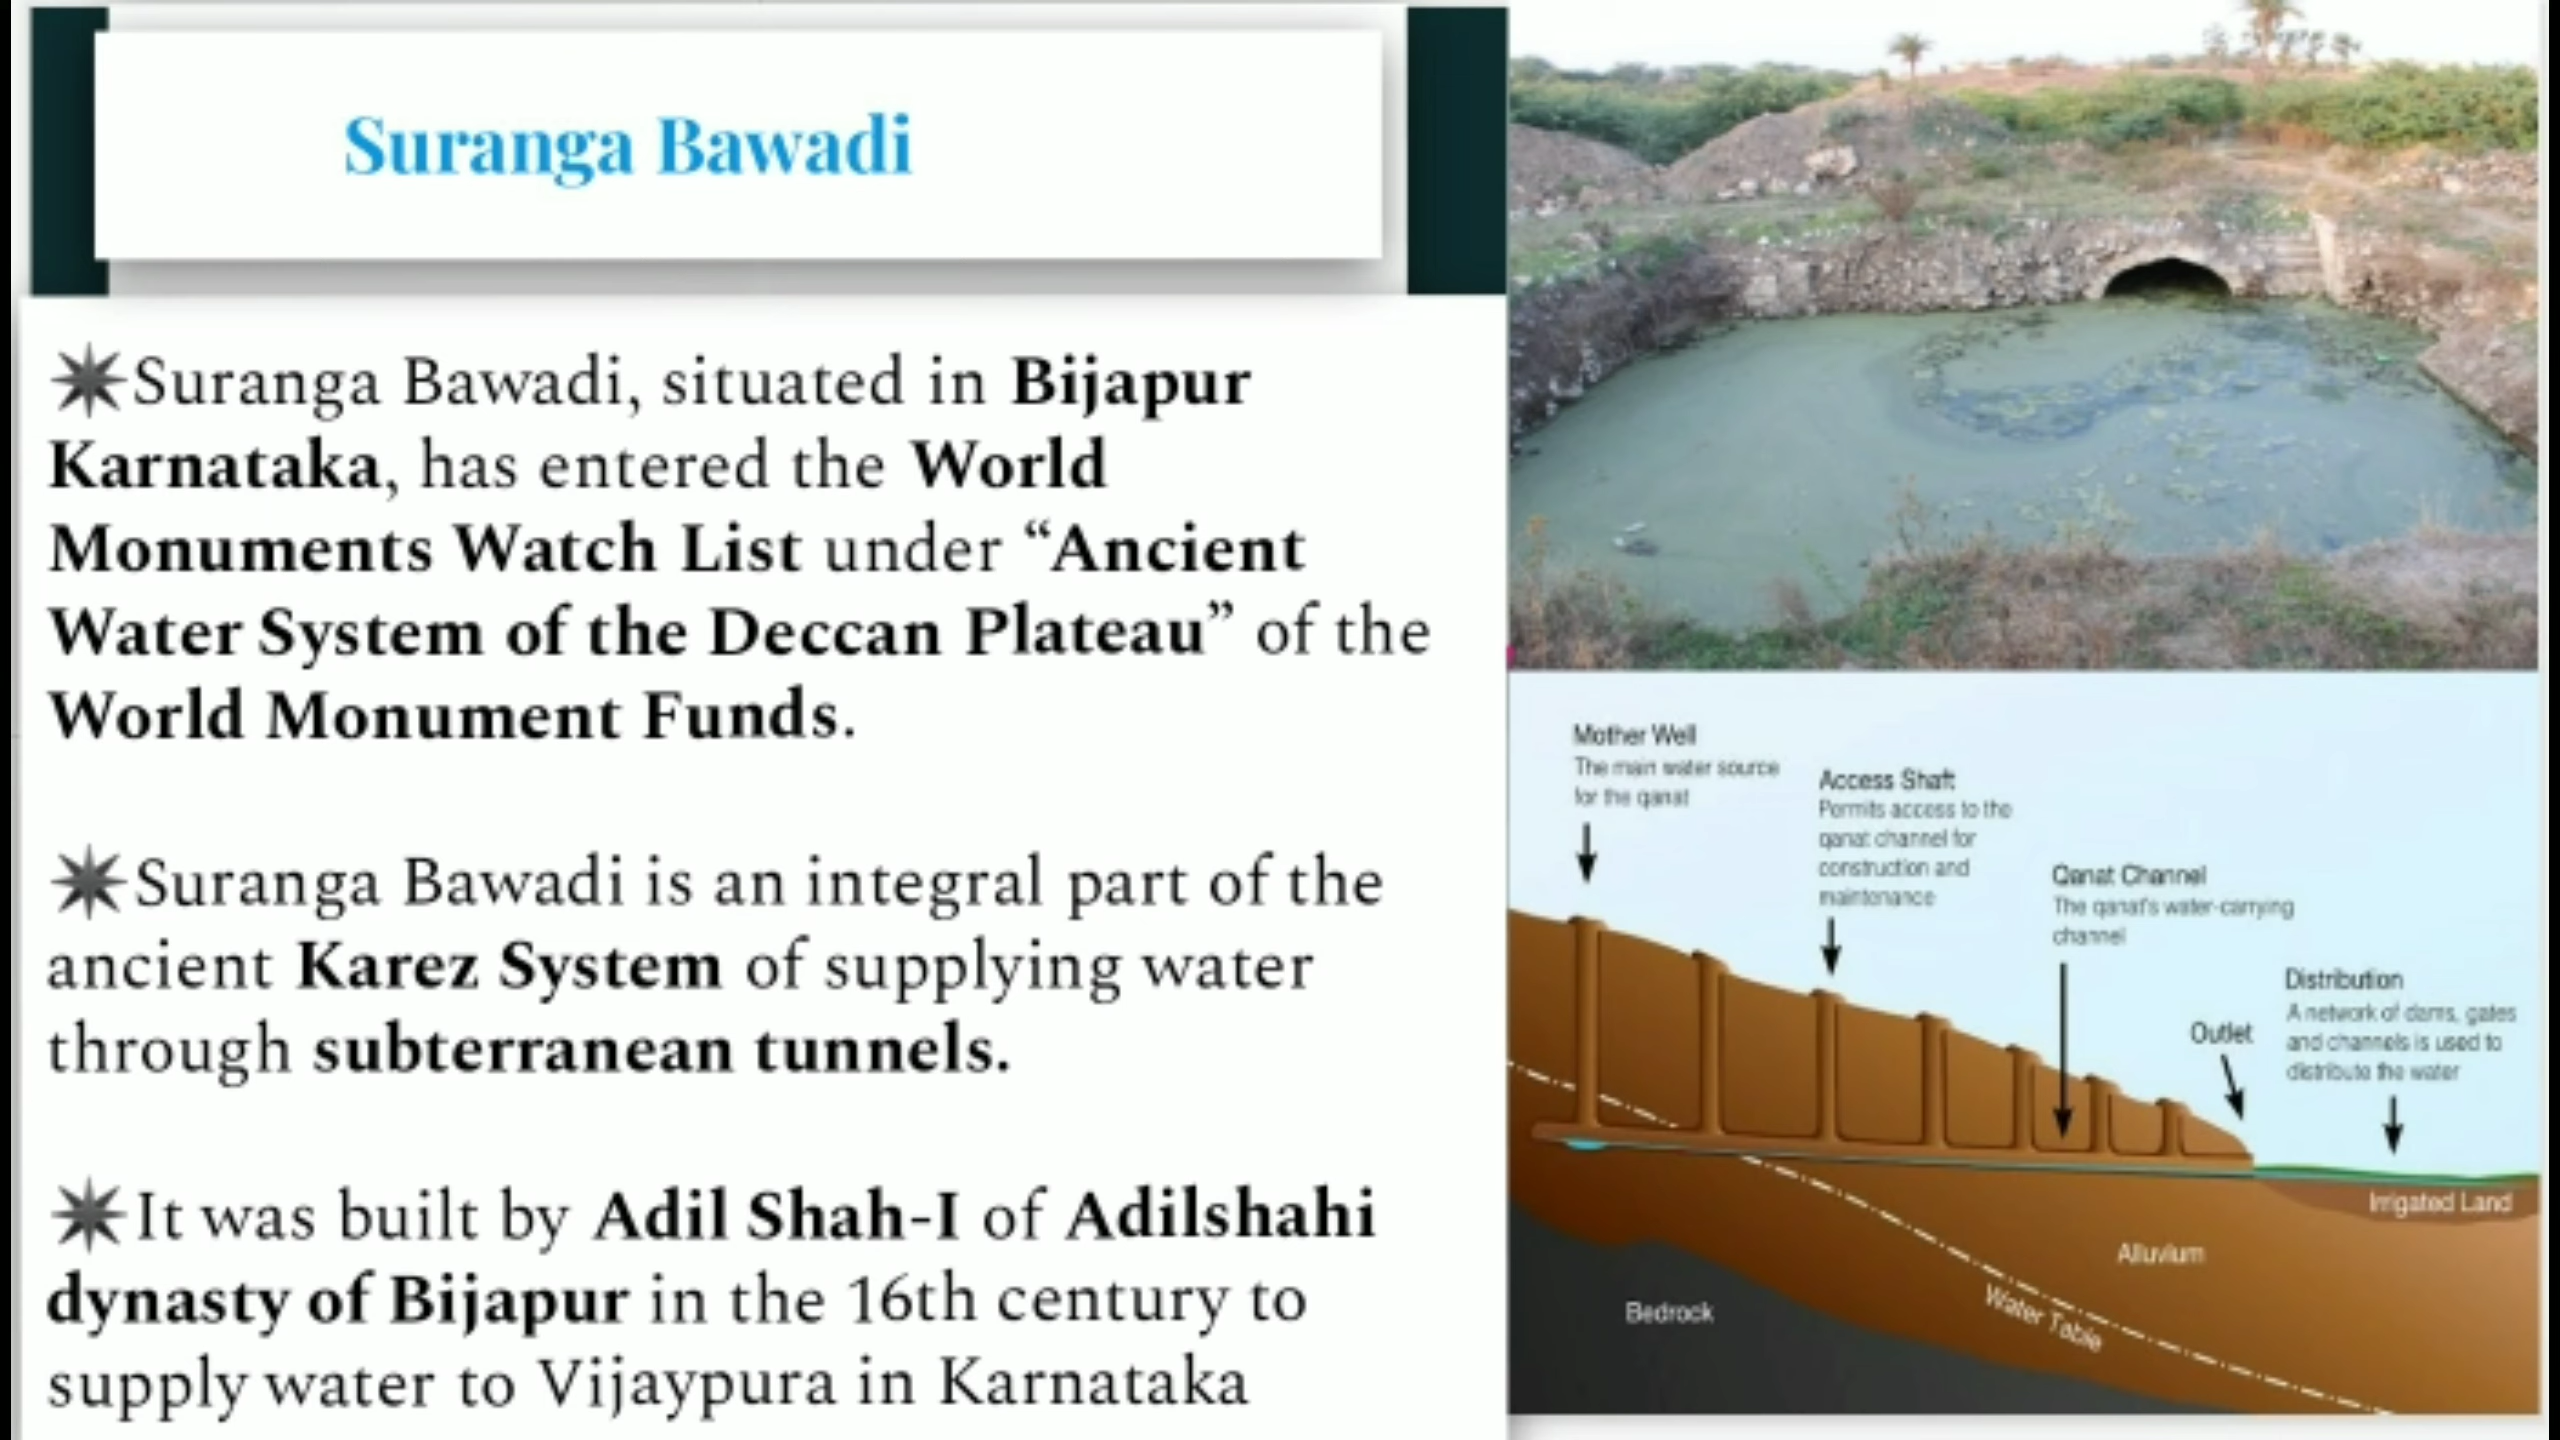 Suranga Bawadi
Suranga Bawadi, situated in Bijapur
Karnataka, has entered the World
Monuments Watch List under “Ancient
Water System of the Deccan Plateau” of the
World Monument Funds.
Suranga Bawadi is an integral part of the
ancient Karez System of supplying water
through subterranean tunnels.
It was built by Adil Shah-I of Adilshahi
dynasty of Bijapur in the 16th century to
supply water to Vijaypura in Karnataka
Mother Well
The main water source
for the qanat
Access Shaft
Permits access to the
qanat channel for
construction and
maintenance
Qanat Channel
The qanat's water-carrying
channel
Outlet
Distribution
A network of dams, gates
and channels is used to
distribute the water
Irrigated Land
Alluvium
Water Table
Bedrock